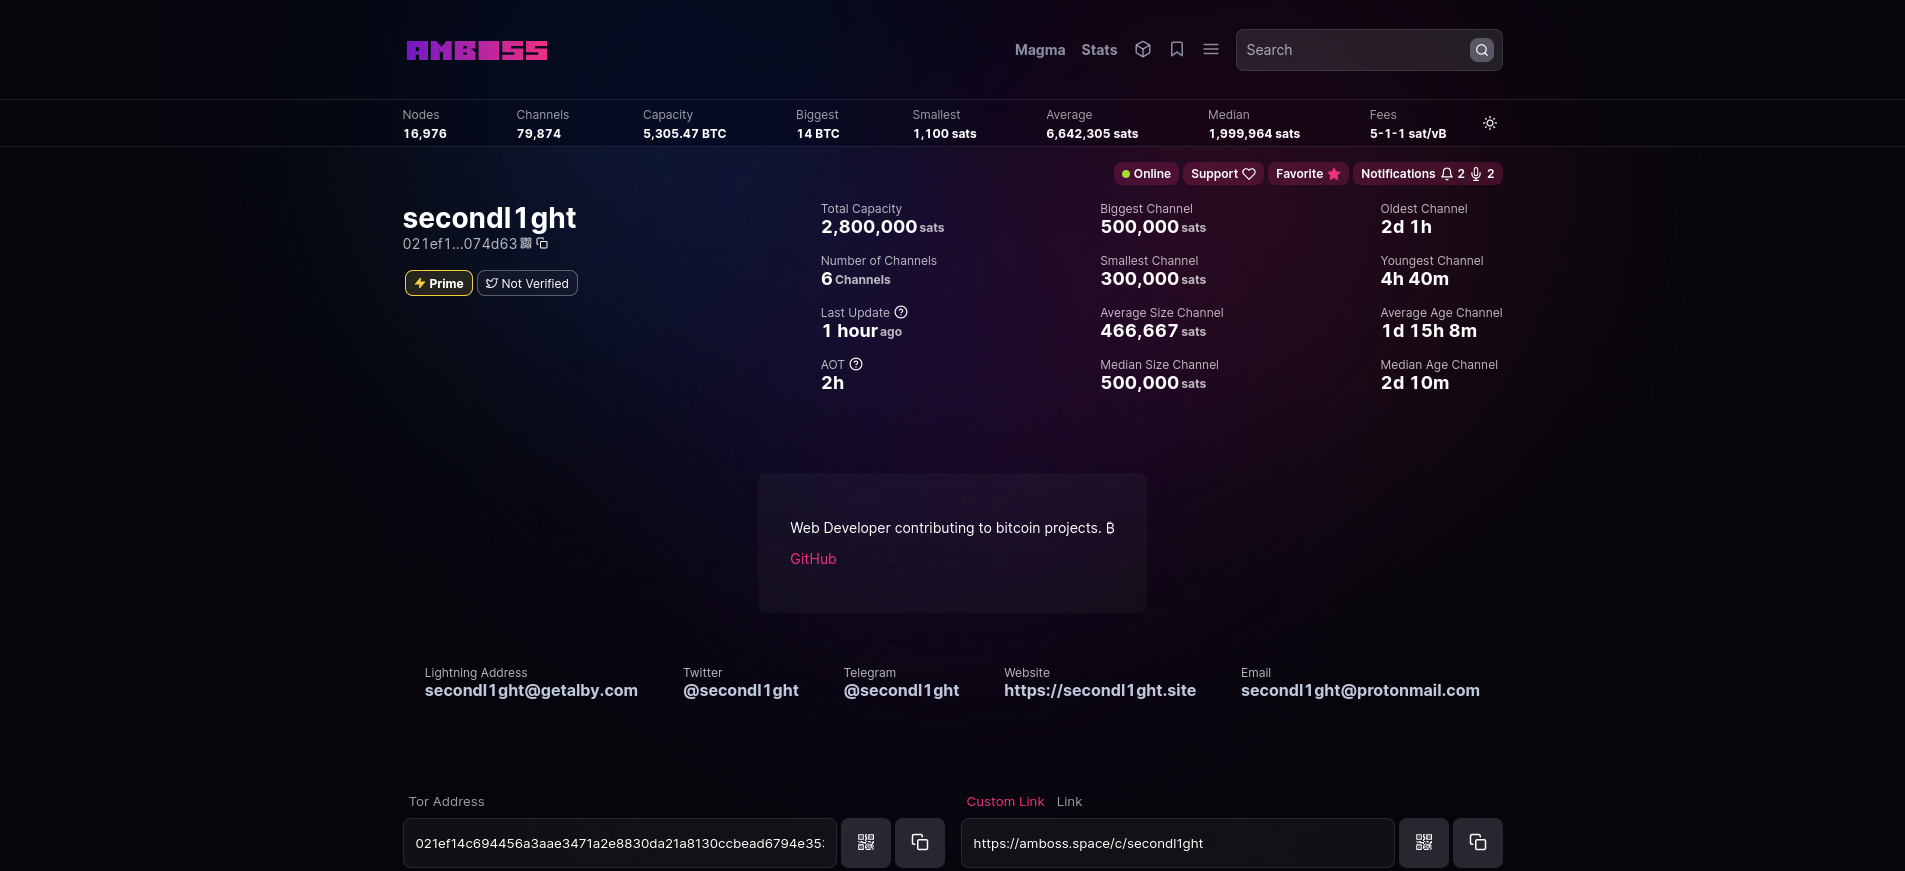 AMBOSS
Magma Stats Search
Nodes Channels Capacity Biggest Smallest Average Median Fees
16,976 79,874 5,305.47 BTC 14 BTC 1,100 sats 6,642,305 sats 1,999,964 sats 5-1-1 sat/vB
Online Support Favorite Notifications 2 2
secondl1ght
021ef1...074d63
Prime Not Verified
Total Capacity Biggest Channel Oldest Channel
2,800,000 sats 500,000 sats 2d 1h
Number of Channels Smallest Channel Youngest Channel
6 Channels 300,000 sats 4h 40m
Last Update Average Size Channel Average Age Channel
1 hour ago 466,667 sats 1d 15h 8m
AOT Median Size Channel Median Age Channel
2h 500,000 sats 2d 10m
Web Developer contributing to bitcoin projects. ₿
GitHub
Lightning Address Twitter Telegram Website Email
secondl1ght@getalby.com @secondl1ght @secondl1ght https://secondl1ght.site secondl1ght@protonmail.com
Tor Address Custom Link Link
021ef14c694456a3aae3471a2e8830da21a8130ccbead6794e353 https://amboss.space/c/secondl1ght